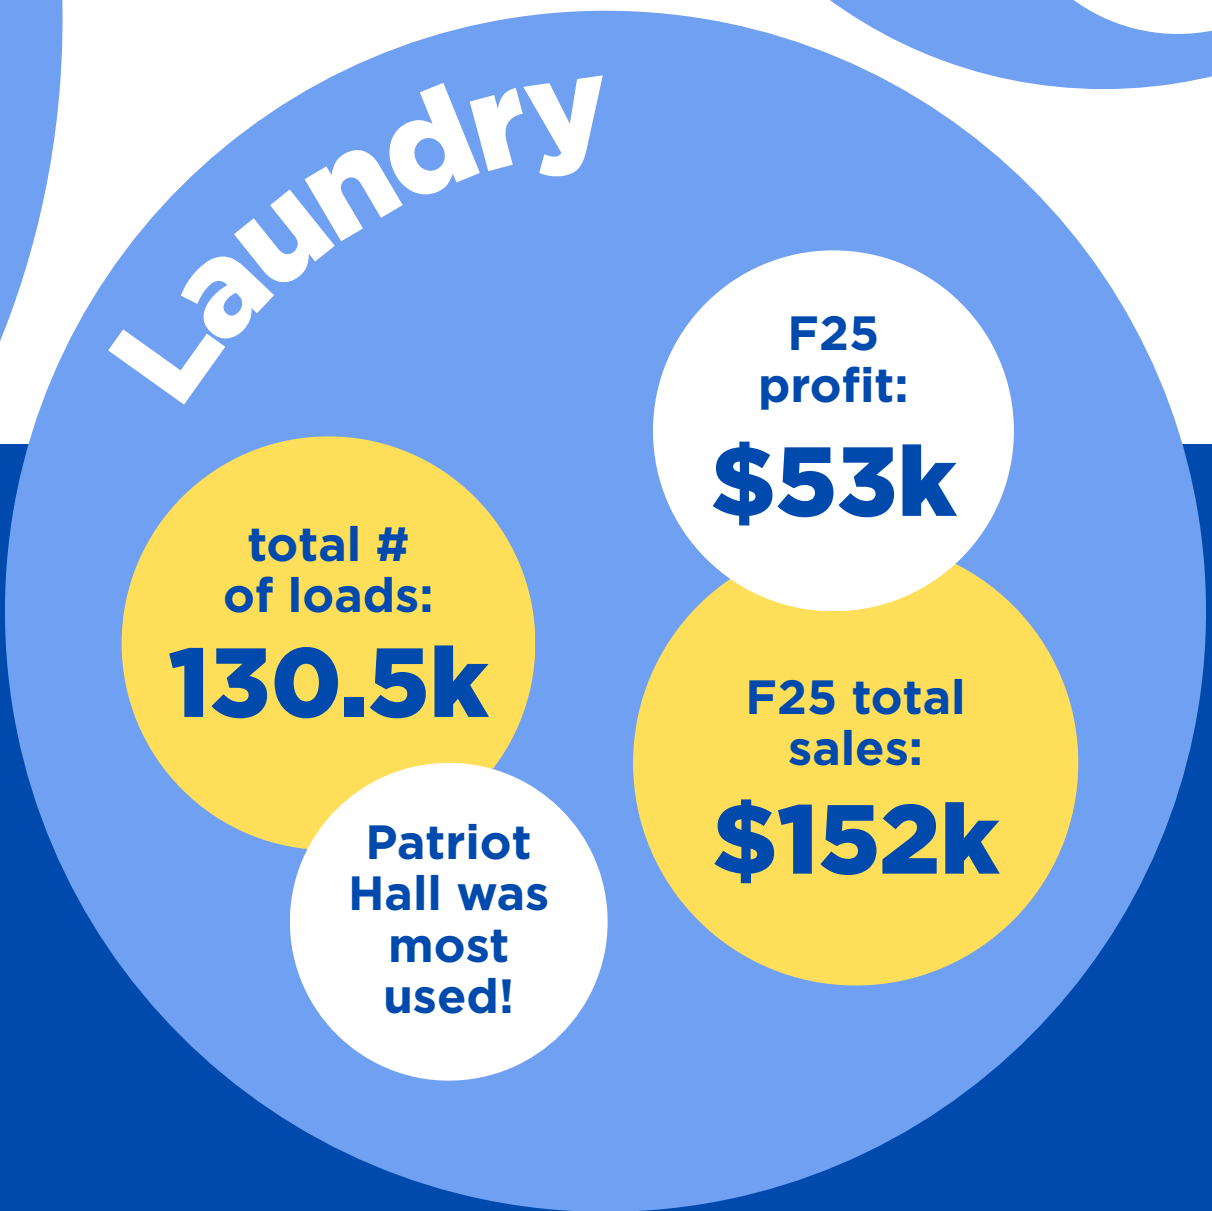 Laundry
F25
profit:
$53k
total #
of loads:
130.5k
F25 total
sales:
$152k
Patriot
Hall was
most
used!